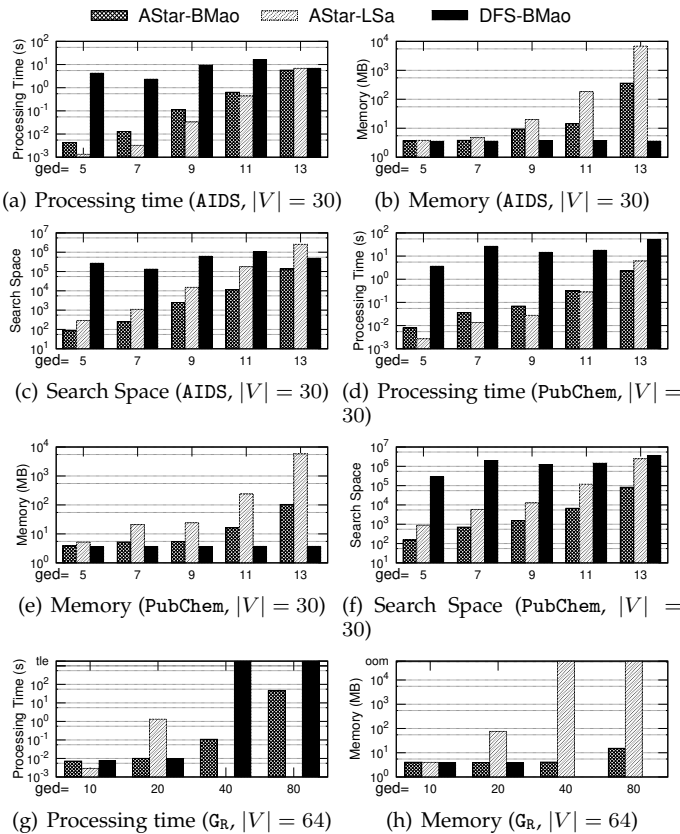 AStar-BMao AStar-LSa DFS-BMao
Processing Time (s)
10^2
10^1
10^0
10^-1
10^-2
10^-3
ged= 5 7 9 11 13
Memory (MB)
10^4
10^3
10^2
10^1
10^0
ged= 5 7 9 11 13
(a) Processing time (AIDS, |V| = 30)
(b) Memory (AIDS, |V| = 30)
Search Space
10^7
10^6
10^5
10^4
10^3
10^2
10^1
ged= 5 7 9 11 13
Processing Time (s)
10^2
10^1
10^0
10^-1
10^-2
10^-3
ged= 5 7 9 11 13
(c) Search Space (AIDS, |V| = 30)
(d) Processing time (PubChem, |V| =
30)
Memory (MB)
10^4
10^3
10^2
10^1
10^0
ged= 5 7 9 11 13
Search Space
10^7
10^6
10^5
10^4
10^3
10^2
10^1
ged= 5 7 9 11 13
(e) Memory (PubChem, |V| = 30)
(f) Search Space (PubChem, |V| =
30)
Processing Time (s)
tle
10^2
10^1
10^0
10^-1
10^-2
10^-3
ged= 10 20 40 80
Memory (MB)
oom
10^4
10^3
10^2
10^1
10^0
ged= 10 20 40 80
(g) Processing time (G_R, |V| = 64)
(h) Memory (G_R, |V| = 64)